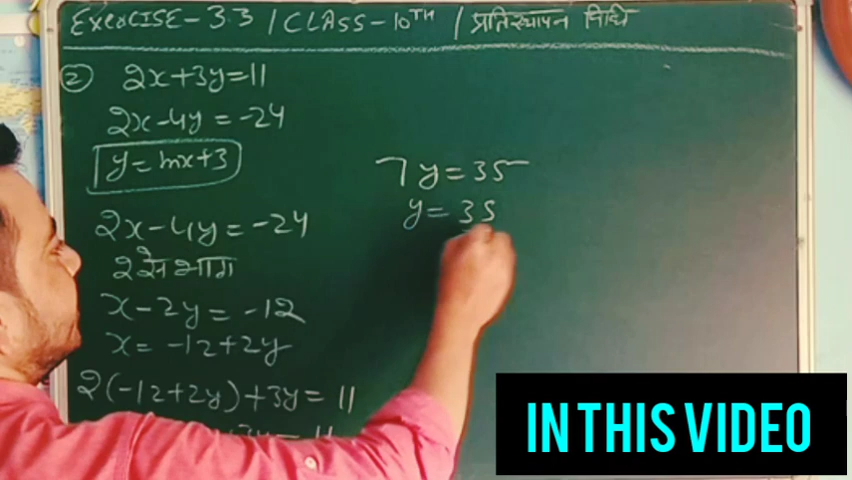 Exercise-3.3 / CLASS-10TH / प्रतिस्थापन विधि
② 2x+3y=11
2x-4y=-24
y=mx+3
2x-4y=-24
2 से भाग
x-2y=-12
x=-12+2y
2(-12+2y)+3y=11
7y=35
y=35
IN THIS VIDEO